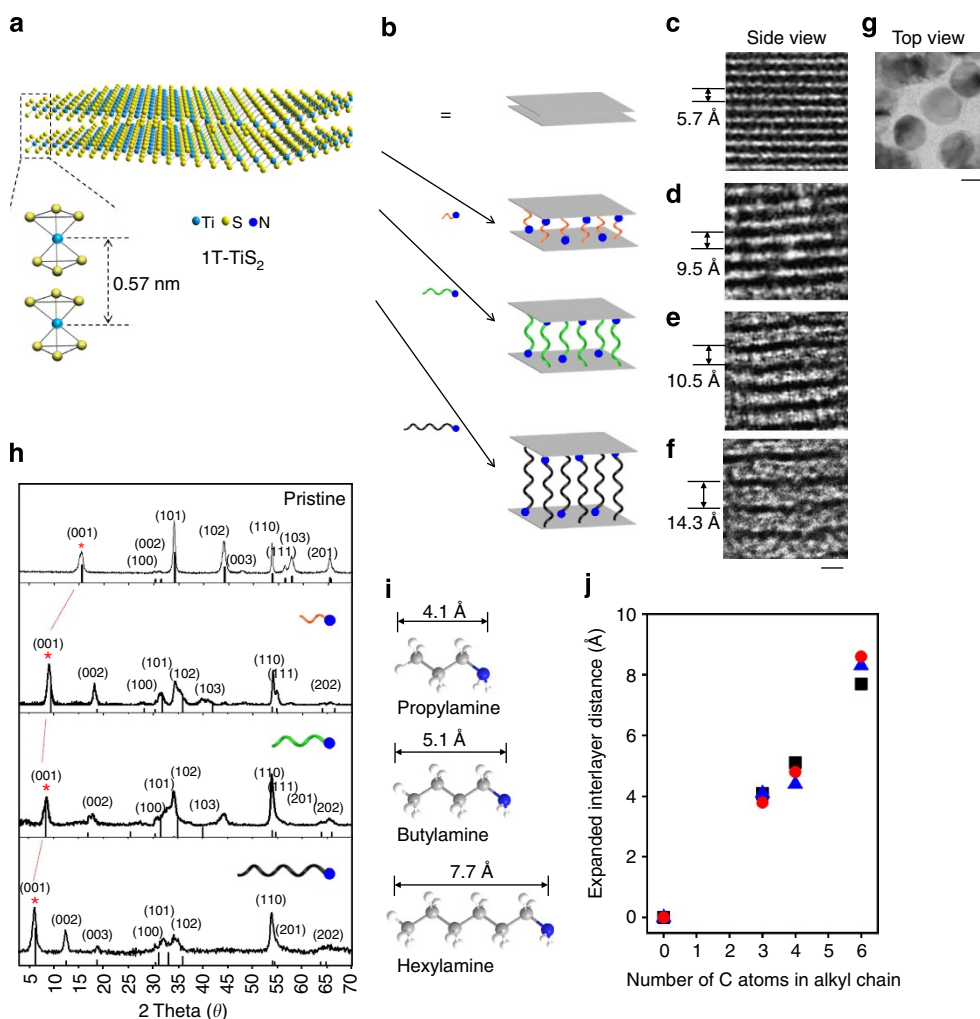 a
b
c
Side view
g
Top view
=
5.7 Å
Ti S N
1T-TiS2
0.57 nm
d
9.5 Å
e
10.5 Å
f
14.3 Å
h
Pristine
(001)
*
(100)
(002)
(101)
(102)
(003)
(110)
(111)
(103)
(201)
(001)
*
(002)
(100)
(101)
(102)
(103)
(110)
(111)
(202)
(001)
*
(002)
(100)
(101)
(102)
(103)
(110)
(111)
(201)
(202)
(001)
*
(002)
(003)
(100)
(101)
(102)
(110)
(201)
(202)
5 10 15 20 25 30 35 40 45 50 55 60 65 70
2 Theta (θ)
i
4.1 Å
Propylamine
5.1 Å
Butylamine
7.7 Å
Hexylamine
j
Expanded interlayer distance (Å)
10
8
6
4
2
0
0 1 2 3 4 5 6
Number of C atoms in alkyl chain